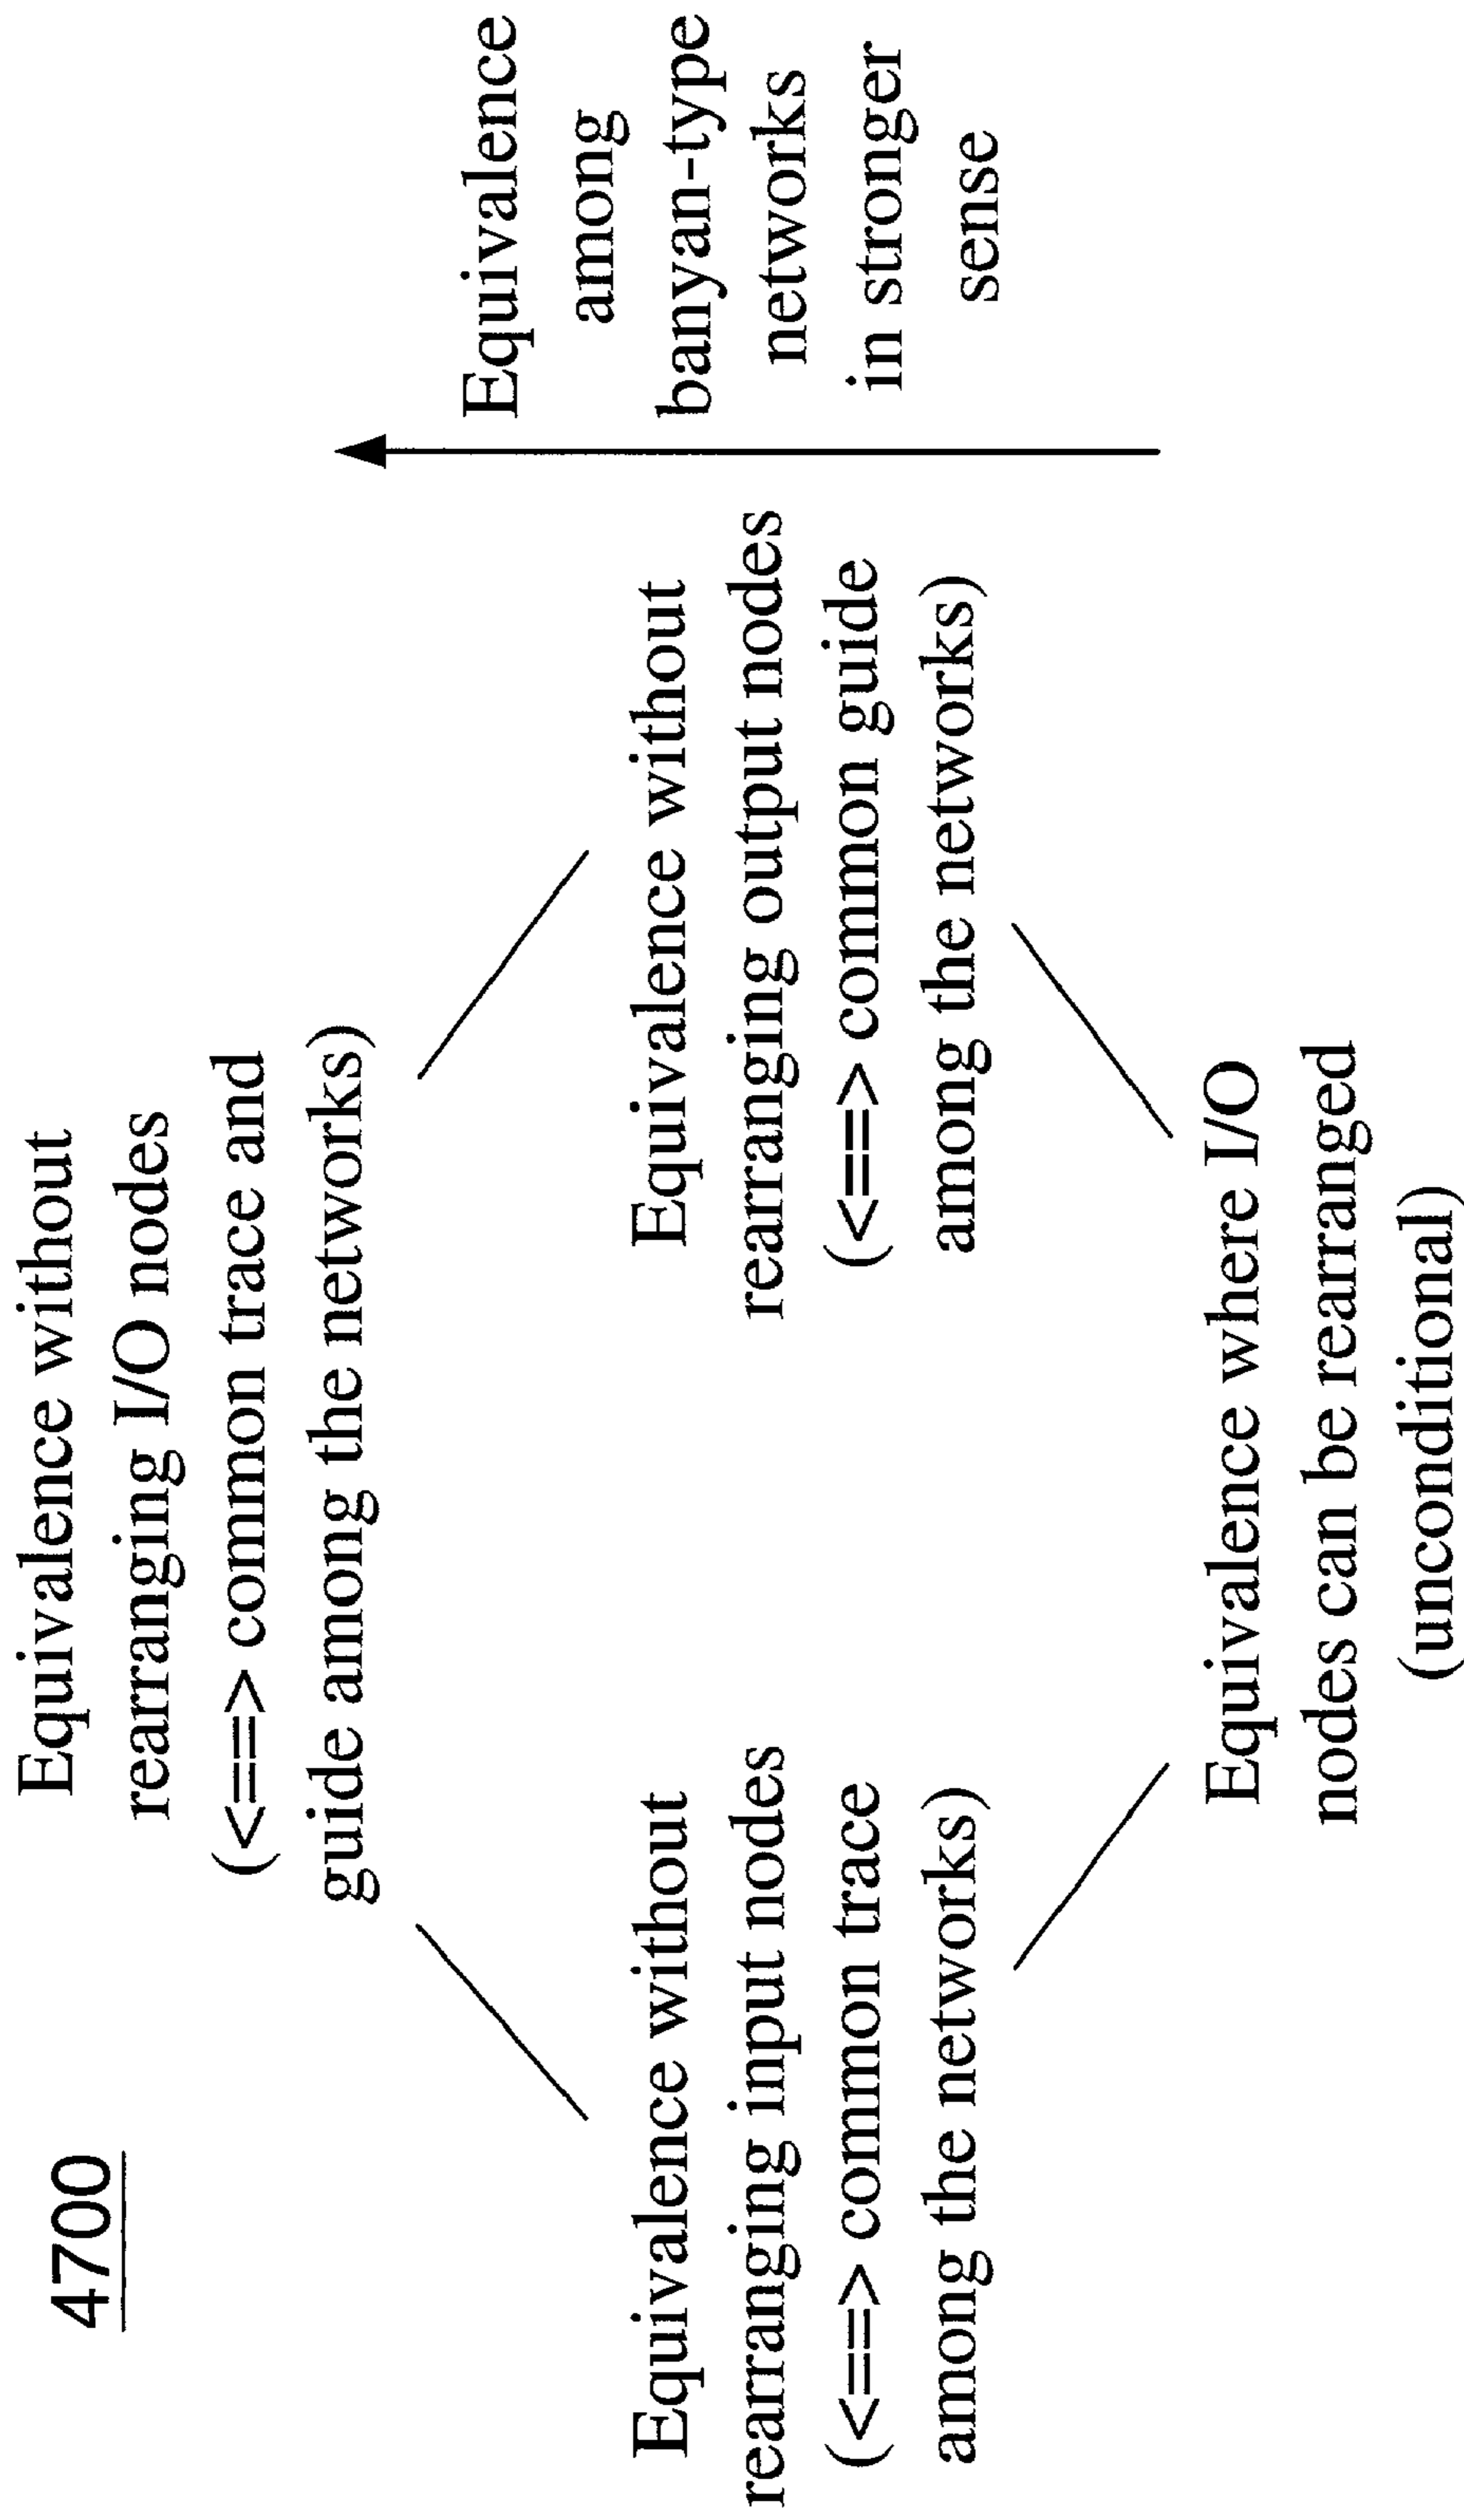 4700
Equivalence without
rearranging I/O nodes
(<==> common trace and
guide among the networks)
Equivalence without
rearranging input nodes
(<==> common trace
among the networks)
Equivalence without
rearranging output nodes
(<==> common guide
among the networks)
Equivalence where I/O
nodes can be rearranged
(unconditional)
Equivalence
among
banyan-type
networks
in stronger
sense